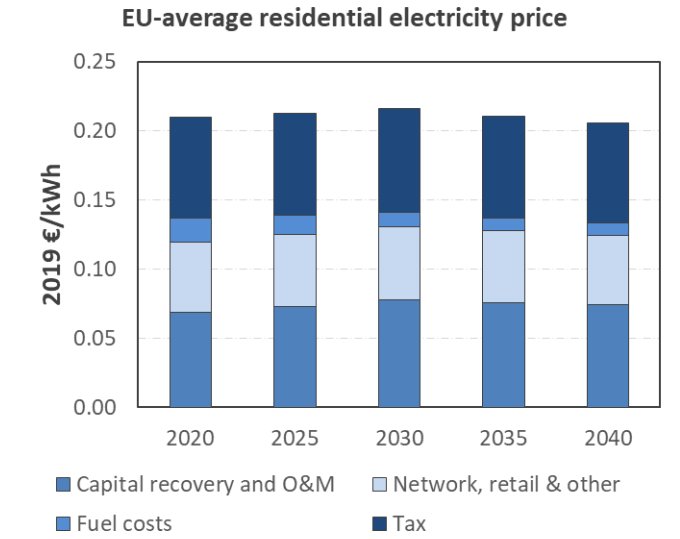 EU-average residential electricity price
2019 €/kWh
0.25
0.20
0.15
0.10
0.05
0.00
2020 2025 2030 2035 2040
Capital recovery and O&M Network, retail & other
Fuel costs Tax